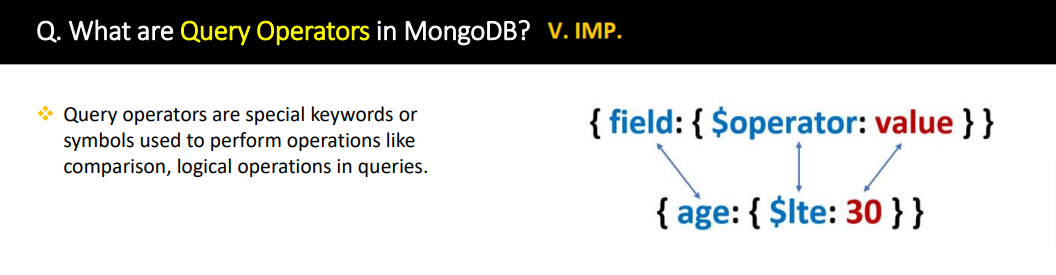 Q. What are Query Operators in MongoDB? V. IMP.
Query operators are special keywords or
symbols used to perform operations like
comparison, logical operations in queries.
{ field: { $operator: value } }
{ age: { $lte: 30 } }